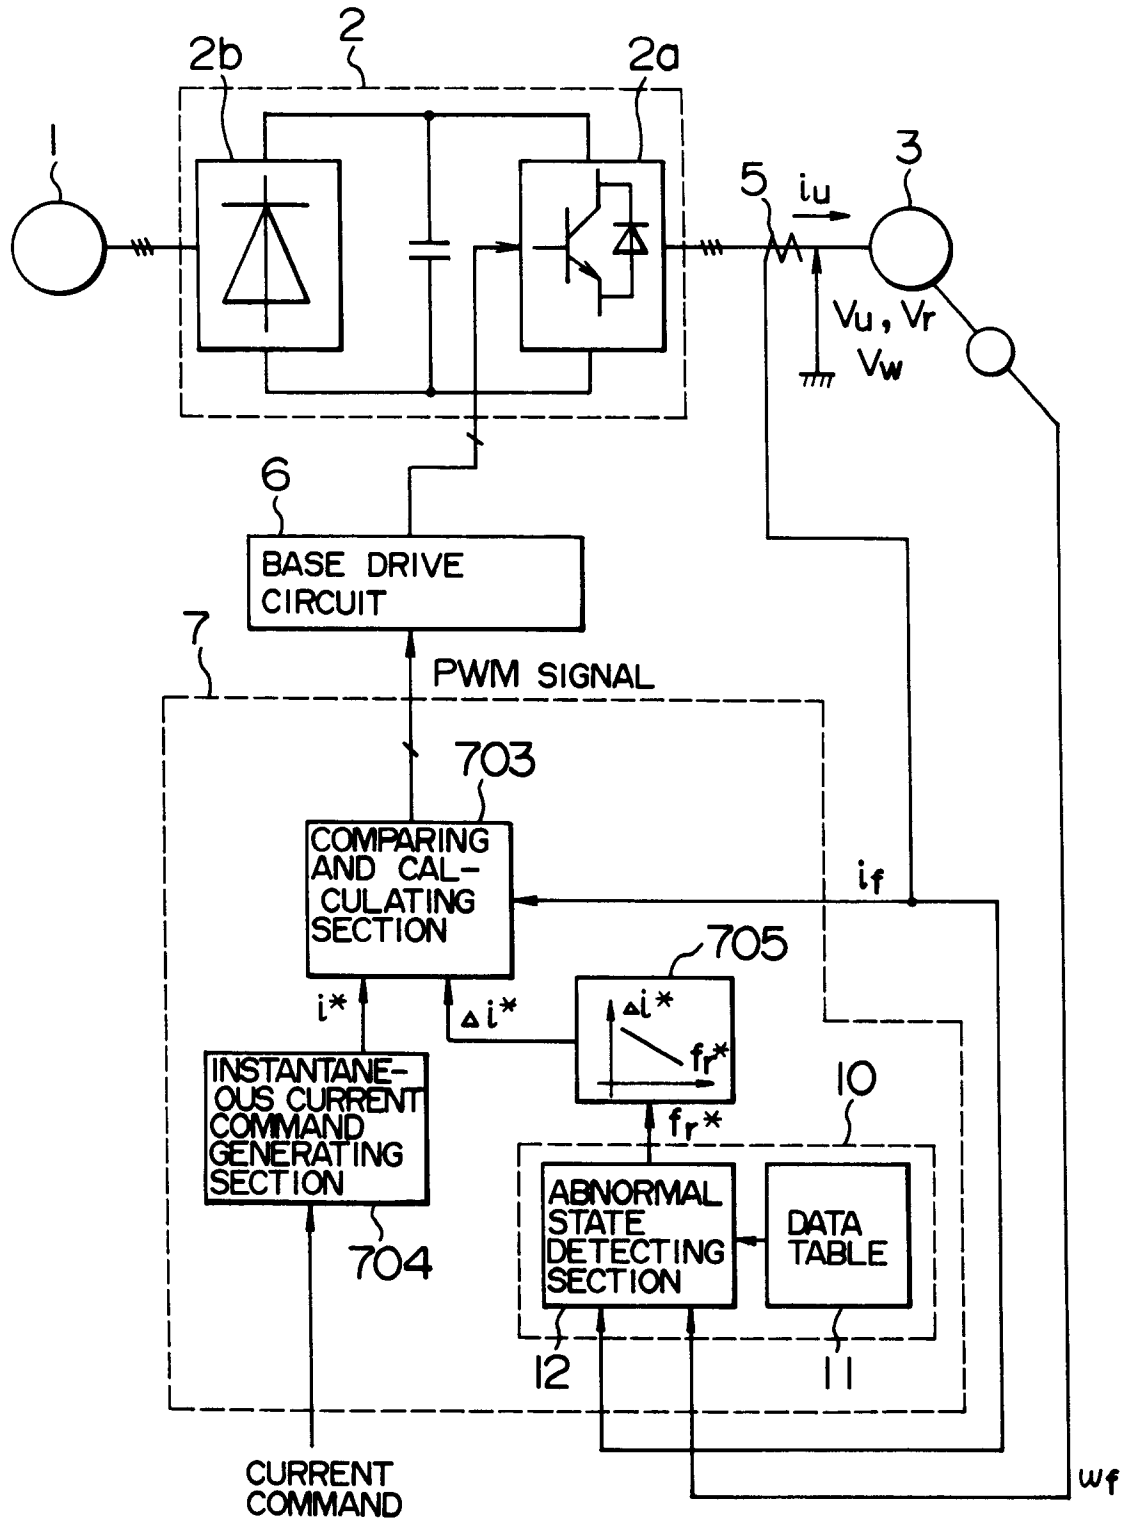 2
2b
2a
1
3
5
iu
Vu, Vr
Vw
6
BASE DRIVE
CIRCUIT
7
PWM SIGNAL
703
COMPARING
AND CAL-
CULATING
SECTION
if
705
i*
Δi*
Δi*
fr*
INSTANTANE-
OUS CURRENT
COMMAND
GENERATING
SECTION
10
fr*
704
ABNORMAL
STATE
DETECTING
SECTION
DATA
TABLE
12
11
CURRENT
COMMAND
wf